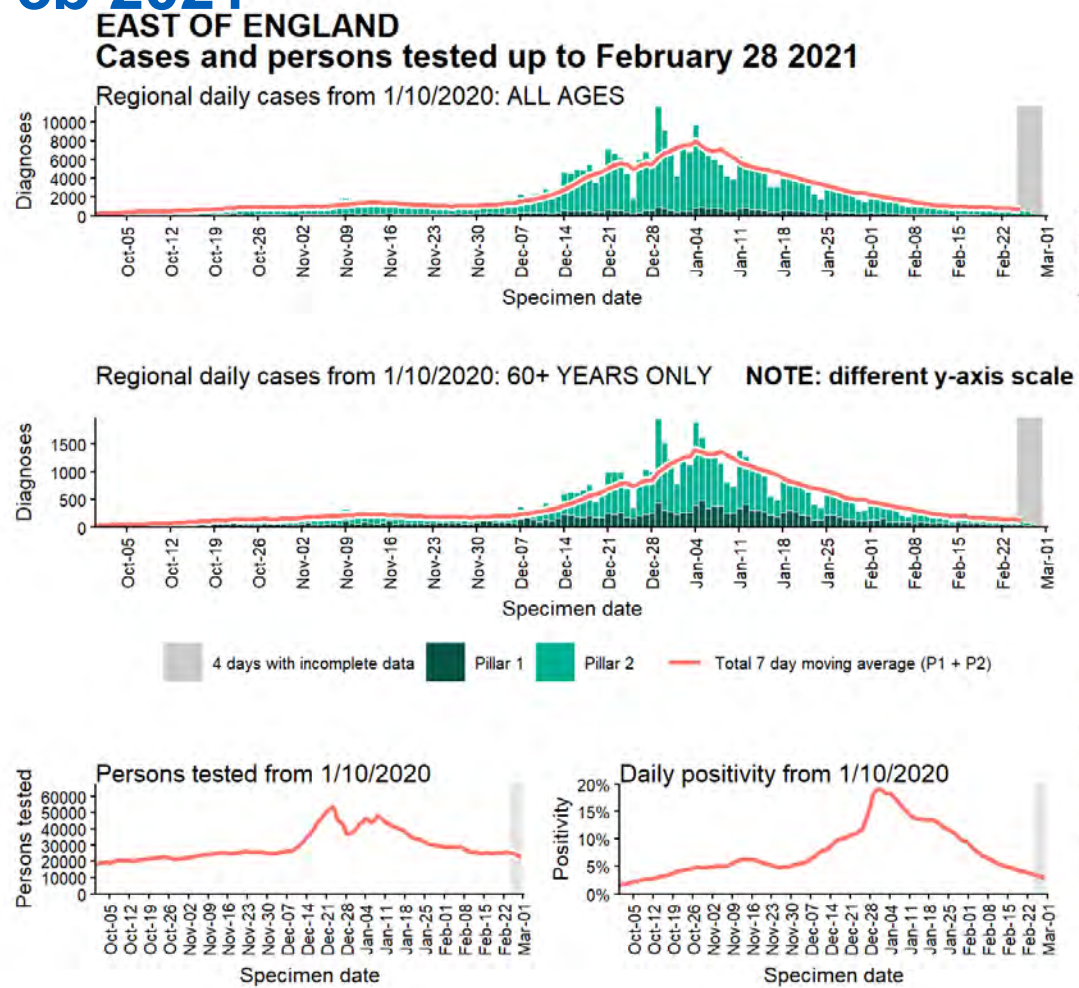 2021
EAST OF ENGLAND
Cases and persons tested up to February 28 2021
Regional daily cases from 1/10/2020: ALL AGES
Diagnoses
10000
8000
6000
4000
2000
0
Oct-05 Oct-12 Oct-19 Oct-26 Nov-02 Nov-09 Nov-16 Nov-23 Nov-30 Dec-07 Dec-14 Dec-21 Dec-28 Jan-04 Jan-11 Jan-18 Jan-25 Feb-01 Feb-08 Feb-15 Feb-22 Mar-01
Specimen date
Regional daily cases from 1/10/2020: 60+ YEARS ONLY NOTE: different y-axis scale
Diagnoses
1500
1000
500
0
Oct-05 Oct-12 Oct-19 Oct-26 Nov-02 Nov-09 Nov-16 Nov-23 Nov-30 Dec-07 Dec-14 Dec-21 Dec-28 Jan-04 Jan-11 Jan-18 Jan-25 Feb-01 Feb-08 Feb-15 Feb-22 Mar-01
Specimen date
4 days with incomplete data Pillar 1 Pillar 2 Total 7 day moving average (P1 + P2)
Persons tested from 1/10/2020
Persons tested
60000
50000
40000
30000
20000
10000
0
Oct-05 Oct-12 Oct-19 Oct-26 Nov-02 Nov-09 Nov-16 Nov-23 Nov-30 Dec-07 Dec-14 Dec-21 Dec-28 Jan-04 Jan-11 Jan-18 Jan-25 Feb-01 Feb-08 Feb-15 Feb-22 Mar-01
Specimen date
Daily positivity from 1/10/2020
Positivity
20%
15%
10%
5%
0%
Oct-05 Oct-12 Oct-19 Oct-26 Nov-02 Nov-09 Nov-16 Nov-23 Nov-30 Dec-07 Dec-14 Dec-21 Dec-28 Jan-04 Jan-11 Jan-18 Jan-25 Feb-01 Feb-08 Feb-15 Feb-22 Mar-01
Specimen date